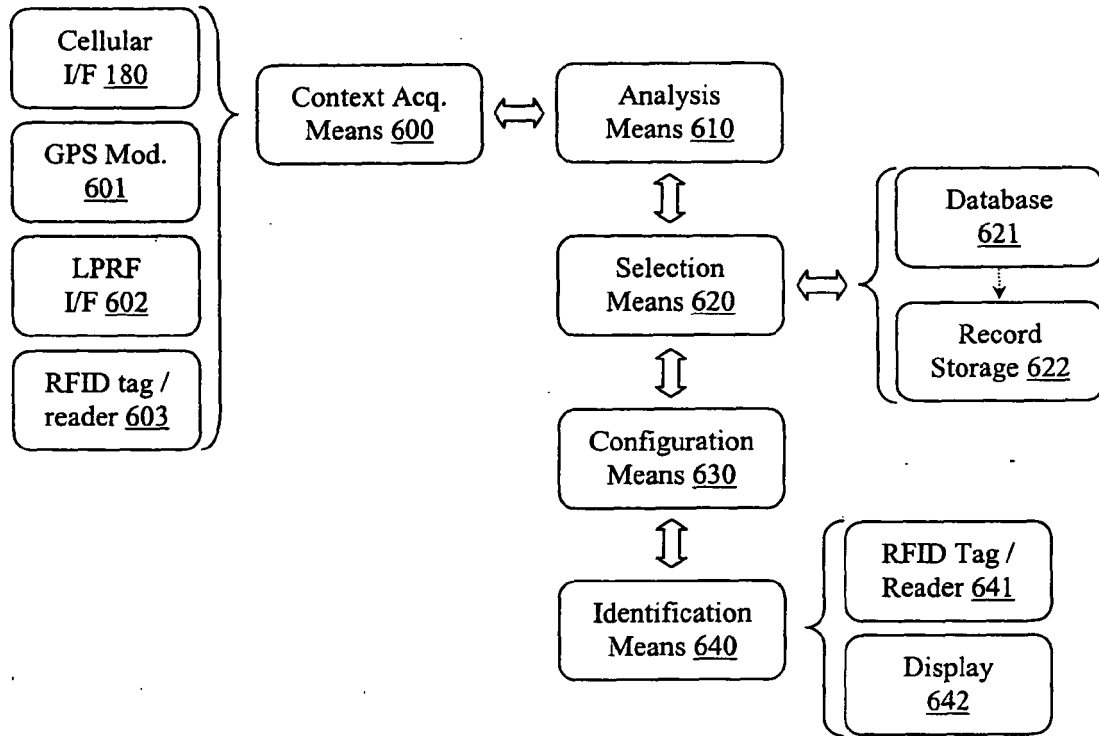 Cellular
I/F 180
GPS Mod.
601
LPRF
I/F 602
RFID tag /
reader 603
Context Acq.
Means 600
Analysis
Means 610
Selection
Means 620
Database
621
Record
Storage 622
Configuration
Means 630
Identification
Means 640
RFID Tag /
Reader 641
Display
642